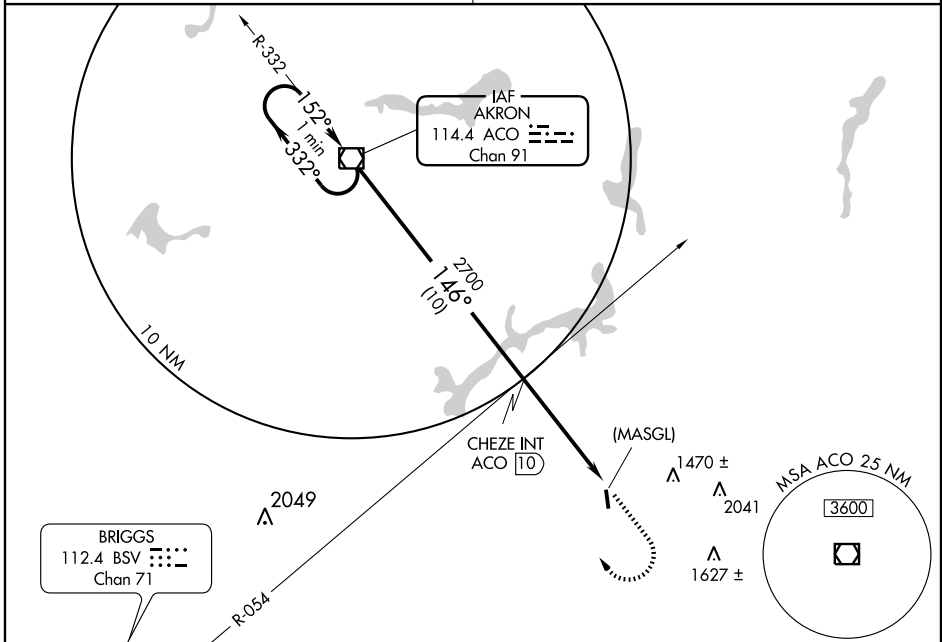 R-332
152°
1 min
332°
IAF
AKRON
114.4 ACO
Chan 91
2700
146°
(10)
10 NM
CHEZE INT
ACO 10
(MASGL)
1470 ±
2041
1627 ±
MSA ACO 25 NM
3600
2049
BRIGGS
112.4 BSV
Chan 71
R-054